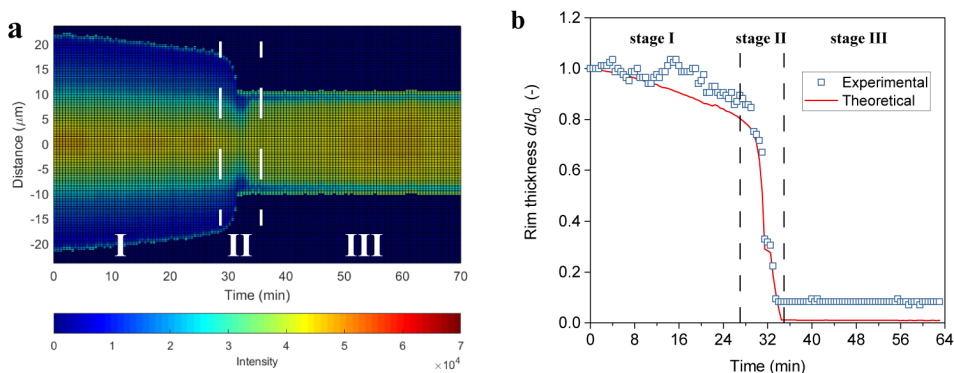 a
Distance (μm)
20
15
10
5
0
-5
-10
-15
-20
I
II
III
0 10 20 30 40 50 60 70
Time (min)
0 1 2 3 4 5 6 7
Intensity
×10⁴
b
Rim thickness d/d₀ (-)
1.2
1.0
0.8
0.6
0.4
0.2
0.0
stage I stage II stage III
Experimental
Theoretical
0 8 16 24 32 40 48 56 64
Time (min)